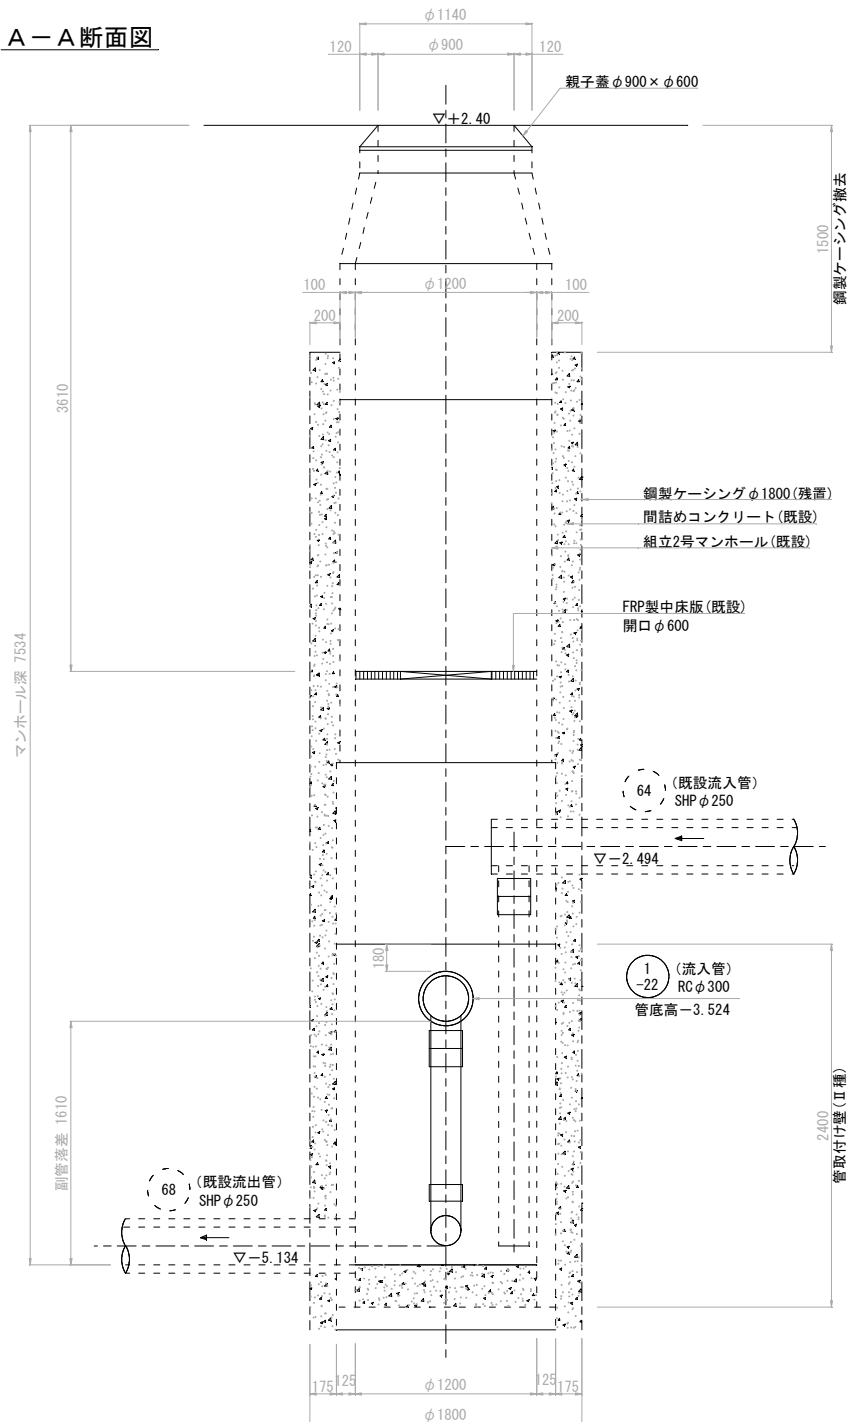 A－A断面図
φ1140
120
φ900
120
親子蓋φ900×φ600
▽＋2.40
1500
鋼製ケーシング撤去
100
φ1200
100
200
200
3610
鋼製ケーシングφ1800(残置)
間詰めコンクリート(既設)
組立2号マンホール(既設)
FRP製中床版(既設)
開口φ600
マンホール深 7534
64
(既設流入管)
SHPφ250
▽－2.494
180
1
-22
(流入管)
RCφ300
管底高－3.524
副管落差 1610
2400
管取付け壁(Ⅱ種)
68
(既設流出管)
SHPφ250
▽－5.134
175
125
φ1200
125
175
φ1800